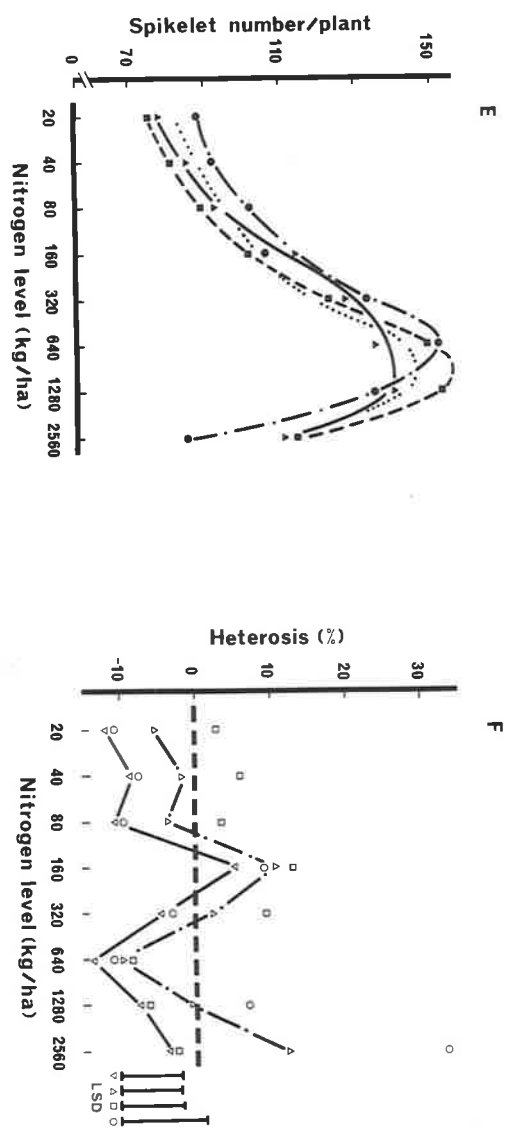 E
Spikelet number/plant
150
110
70
0
20 40 80 160 320 640 1280 2560
Nitrogen level (kg/ha)
F
Heterosis (%)
30
20
10
0
-10
20 40 80 160 320 640 1280 2560
Nitrogen level (kg/ha)
LSD